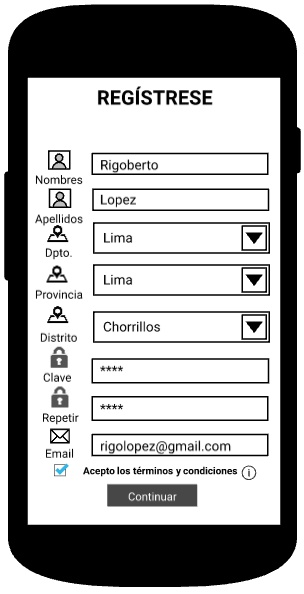 REGÍSTRESE
Nombres
Rigoberto
Apellidos
Lopez
Dpto.
Lima
Provincia
Lima
Distrito
Chorrillos
Clave
****
Repetir
****
Email
rigolopez@gmail.com
Acepto los términos y condiciones i
Continuar